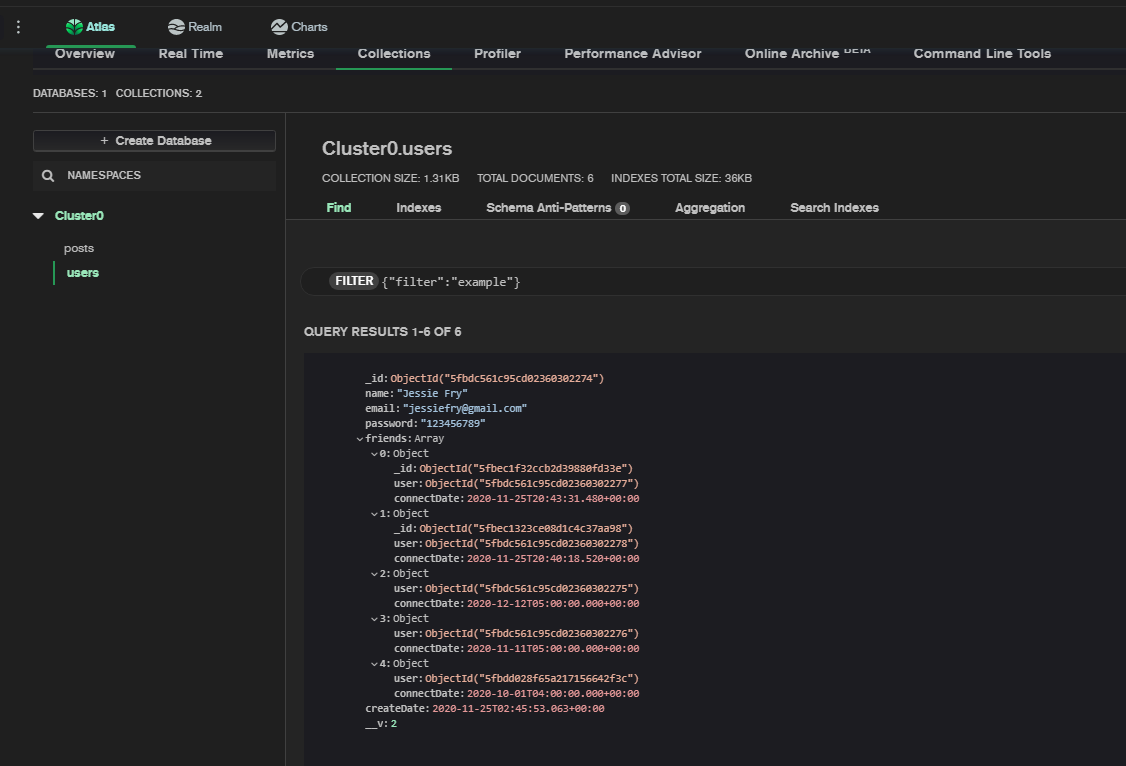 Atlas Realm Charts
Overview Real Time Metrics Collections Profiler Performance Advisor Online Archive BETA Command Line Tools
DATABASES: 1 COLLECTIONS: 2
+ Create Database
NAMESPACES
Cluster0
posts
users
Cluster0.users
COLLECTION SIZE: 1.31KB TOTAL DOCUMENTS: 6 INDEXES TOTAL SIZE: 36KB
Find Indexes Schema Anti-Patterns 0 Aggregation Search Indexes
FILTER {"filter":"example"}
QUERY RESULTS 1-6 OF 6
_id: ObjectId("5fbdc561c95cd02360302274")
name: "Jessie Fry"
email: "jessiefry@gmail.com"
password: "123456789"
friends: Array
0: Object
_id: ObjectId("5fbec1f32ccb2d39880fd33e")
user: ObjectId("5fbdc561c95cd02360302277")
connectDate: 2020-11-25T20:43:31.480+00:00
1: Object
_id: ObjectId("5fbec1323ce08d1c4c37aa98")
user: ObjectId("5fbdc561c95cd02360302278")
connectDate: 2020-11-25T20:40:18.520+00:00
2: Object
user: ObjectId("5fbdc561c95cd02360302275")
connectDate: 2020-12-12T05:00:00.000+00:00
3: Object
user: ObjectId("5fbdc561c95cd02360302276")
connectDate: 2020-11-11T05:00:00.000+00:00
4: Object
user: ObjectId("5fbdd028f65a217156642f3c")
connectDate: 2020-10-01T04:00:00.000+00:00
createDate: 2020-11-25T02:45:53.063+00:00
__v: 2